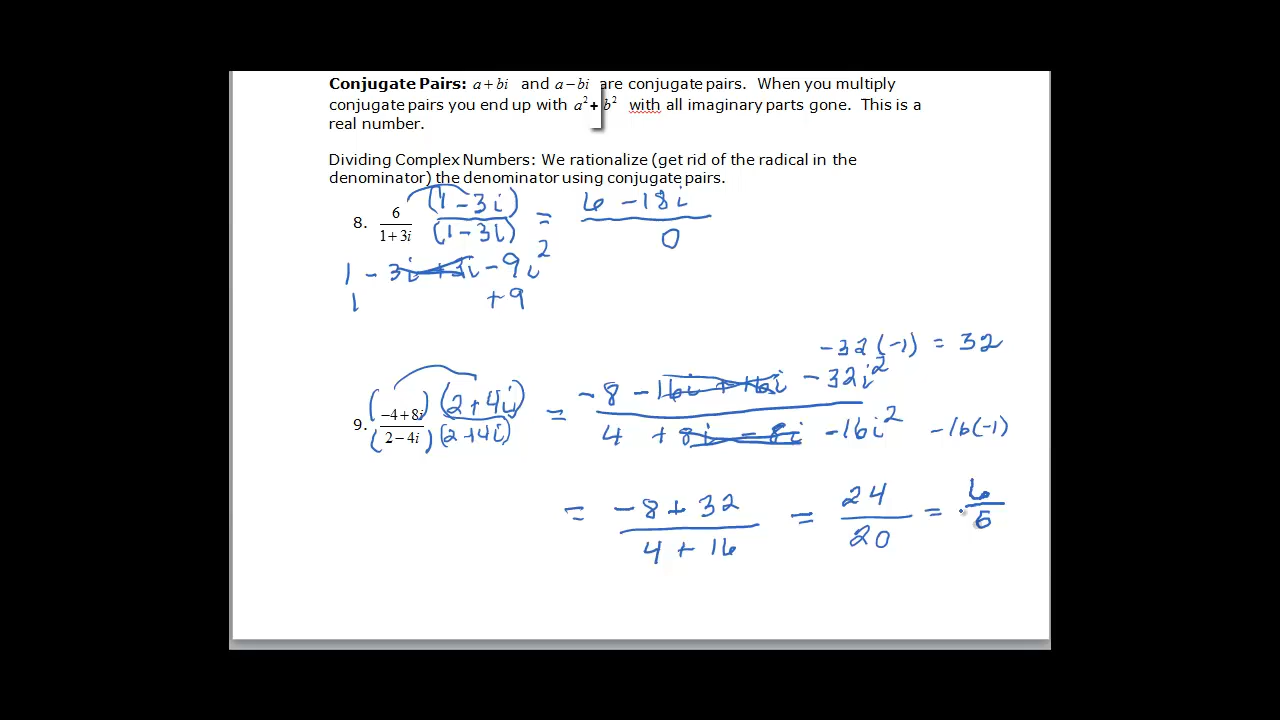 Conjugate Pairs: a + bi and a − bi are conjugate pairs. When you multiply
conjugate pairs you end up with a² + b² with all imaginary parts gone. This is a
real number.
Dividing Complex Numbers: We rationalize (get rid of the radical in the
denominator) the denominator using conjugate pairs.
8. 6/(1+3i) (1 − 3i)/(1 − 3i) = (6 − 18i)/0
1 − 3i + 3i − 9i²
1 + 9
−32(−1) = 32
9. (−4+8i)/(2−4i) (2+4i)/(2+4i) = (−8 − 16i + 16i − 32i²)/(4 + 8i − 8i − 16i²) −16(−1)
= (−8 + 32)/(4 + 16) = 24/20 = 6/5